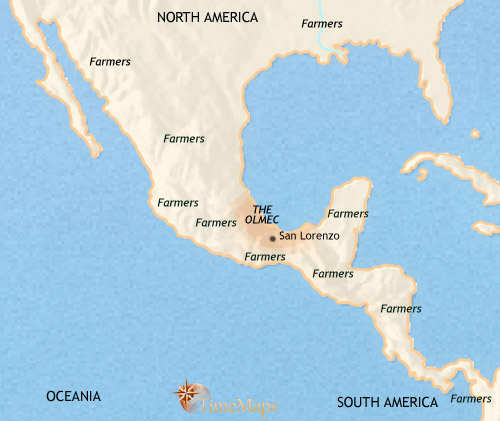 NORTH AMERICA
Farmers
Farmers
Farmers
Farmers
Farmers
THE
OLMEC
Farmers
San Lorenzo
Farmers
Farmers
Farmers
OCEANIA
TimeMaps
SOUTH AMERICA
Farmers